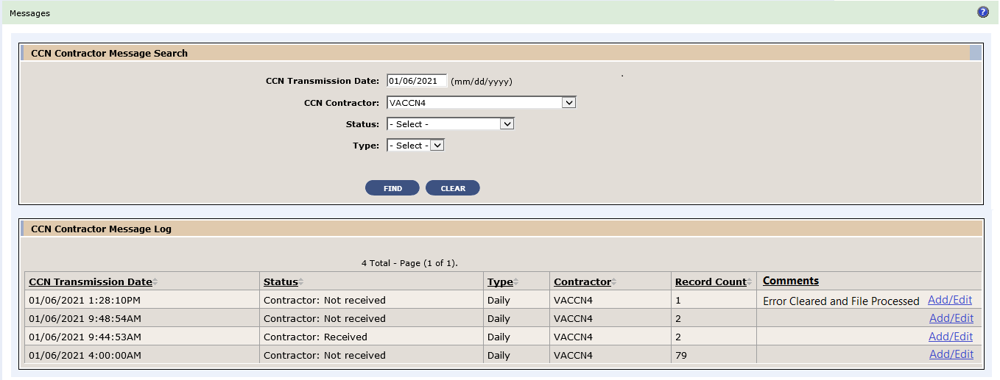 Messages
?
CCN Contractor Message Search
CCN Transmission Date: 01/06/2021 (mm/dd/yyyy)
CCN Contractor: VACCN4
Status: - Select -
Type: - Select -
FIND CLEAR
CCN Contractor Message Log
4 Total - Page (1 of 1).
CCN Transmission Date Status Type Contractor Record Count Comments
01/06/2021 1:28:10PM Contractor: Not received Daily VACCN4 1 Error Cleared and File Processed Add/Edit
01/06/2021 9:48:54AM Contractor: Not received Daily VACCN4 2 Add/Edit
01/06/2021 9:44:53AM Contractor: Received Daily VACCN4 2 Add/Edit
01/06/2021 4:00:00AM Contractor: Not received Daily VACCN4 79 Add/Edit